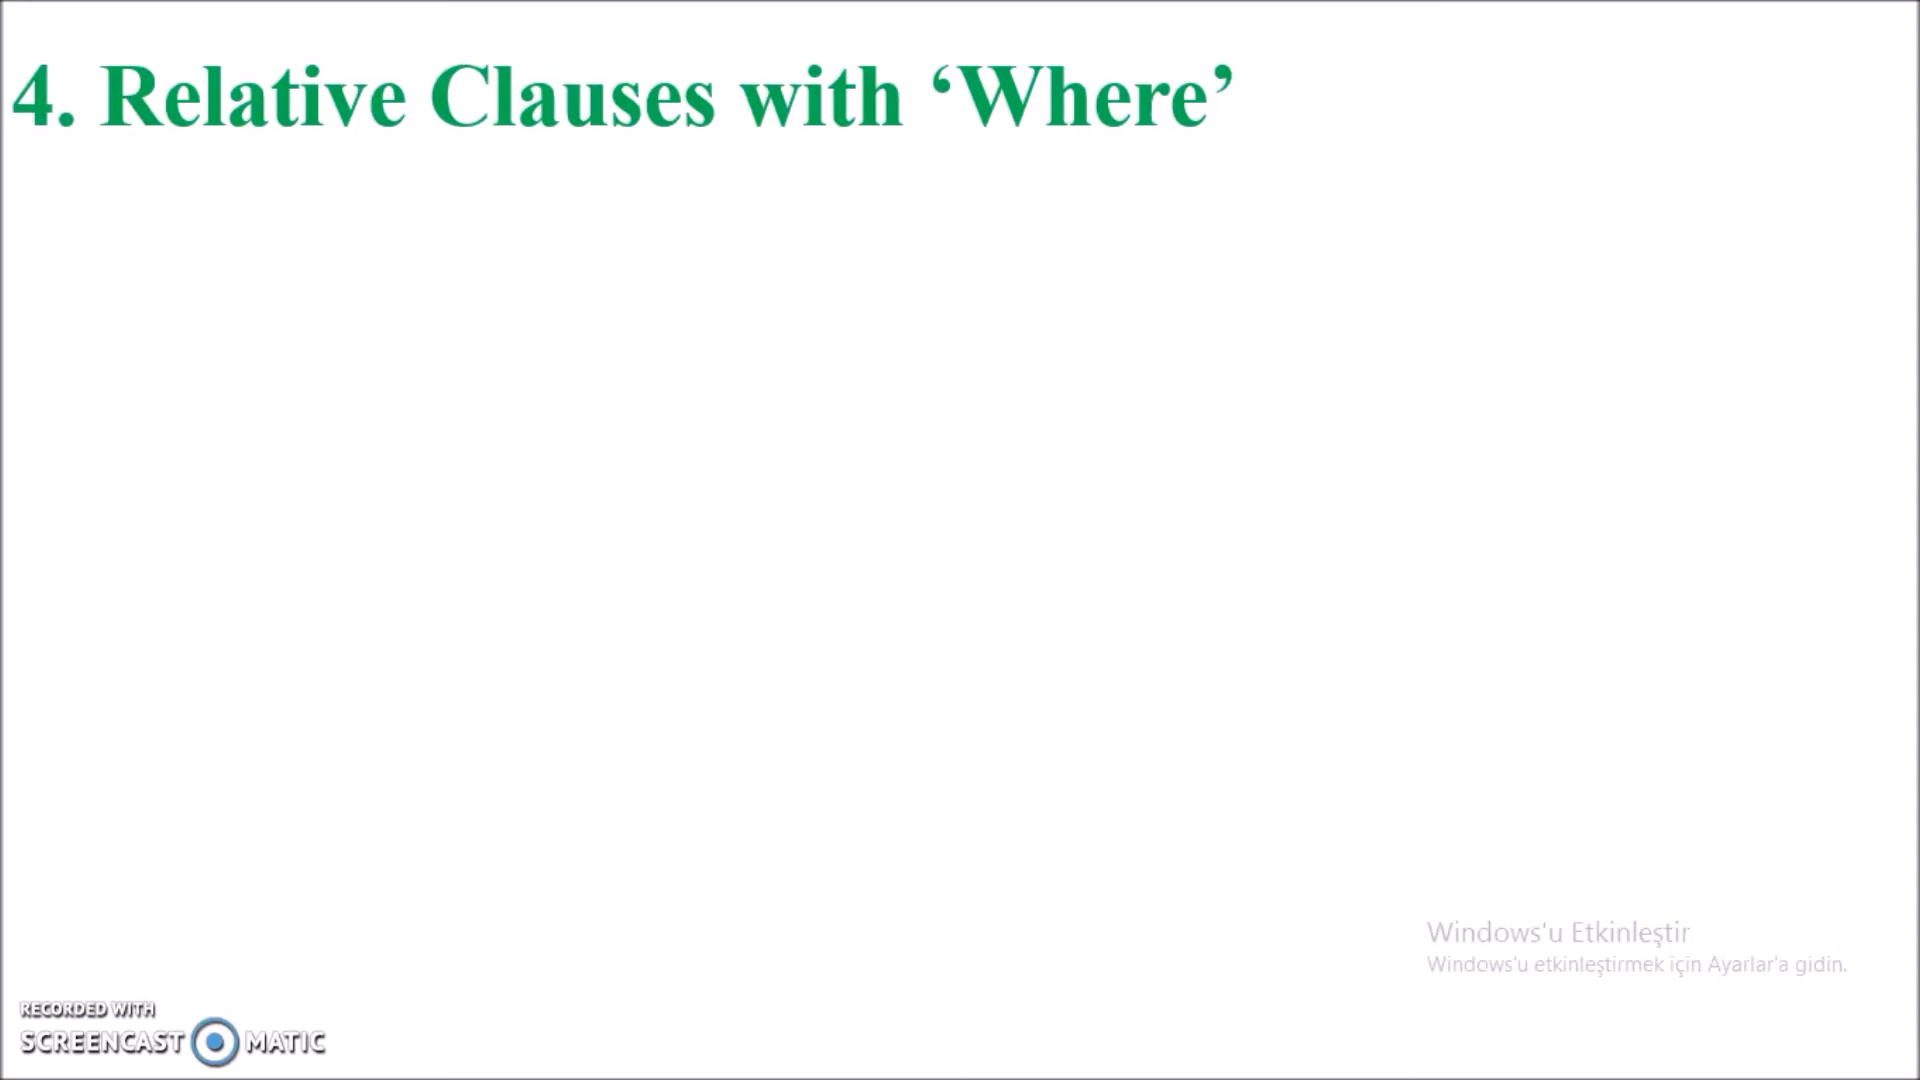 4. Relative Clauses with ‘Where’
Windows'u Etkinleştir
Windows'u etkinleştirmek için Ayarlar'a gidin.
RECORDED WITH
SCREENCAST MATIC